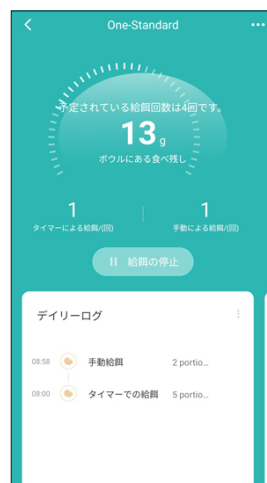 One-Standard
予定されている給餌回数は4回です。
13g
ボウルにある食べ残し
1
1
タイマーによる給餌/(回)
手動による給餌/(回)
給餌の停止
デイリーログ
08:58 手動給餌 2 portio...
08:00 タイマーでの給餌 5 portio...